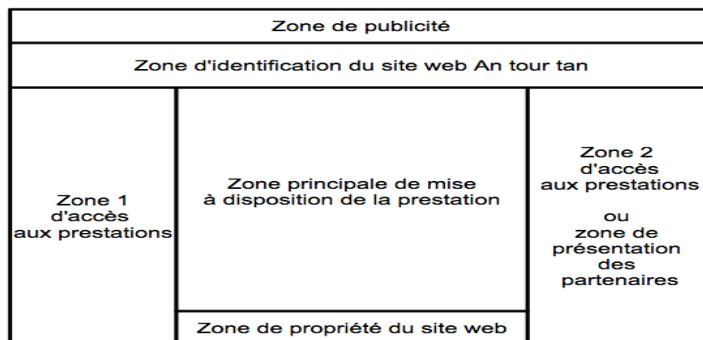 Zone de publicité
Zone d'identification du site web An tour tan
Zone 1
d'accès
aux prestations
Zone principale de mise
à disposition de la prestation
Zone 2
d'accès
aux prestations
ou
zone de
présentation
des
partenaires
Zone de propriété du site web